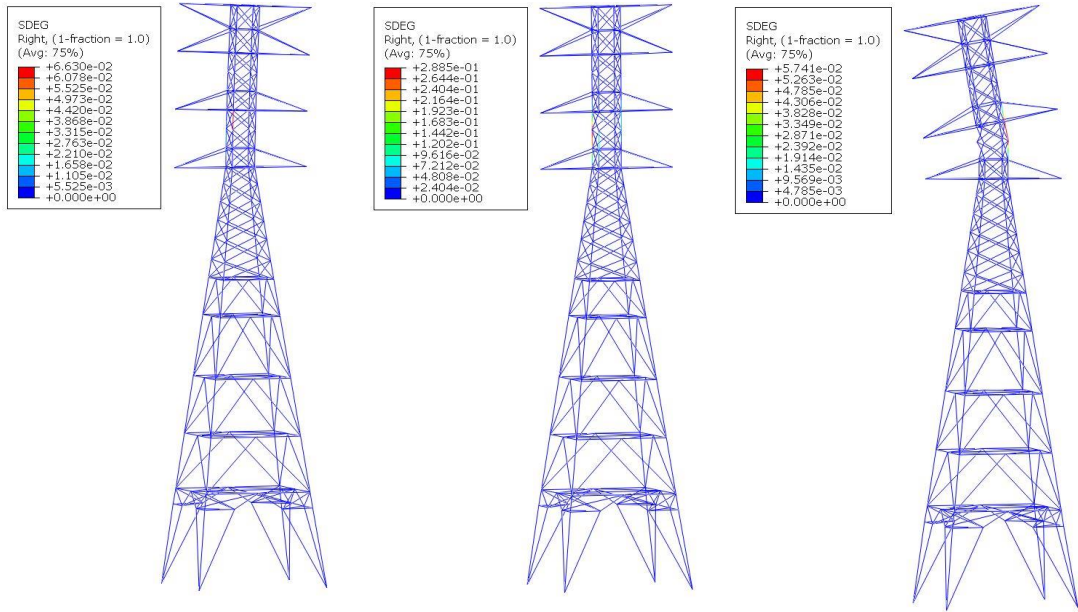 SDEG
Right, (1-fraction = 1.0)
(Avg: 75%)
+6.630e-02
+6.078e-02
+5.525e-02
+4.973e-02
+4.420e-02
+3.868e-02
+3.315e-02
+2.763e-02
+2.210e-02
+1.658e-02
+1.105e-02
+5.525e-03
+0.000e+00
SDEG
Right, (1-fraction = 1.0)
(Avg: 75%)
+2.885e-01
+2.644e-01
+2.404e-01
+2.164e-01
+1.923e-01
+1.683e-01
+1.442e-01
+1.202e-01
+9.616e-02
+7.212e-02
+4.808e-02
+2.404e-02
+0.000e+00
SDEG
Right, (1-fraction = 1.0)
(Avg: 75%)
+5.741e-02
+5.263e-02
+4.785e-02
+4.306e-02
+3.828e-02
+3.349e-02
+2.871e-02
+2.392e-02
+1.914e-02
+1.435e-02
+9.569e-03
+4.785e-03
+0.000e+00